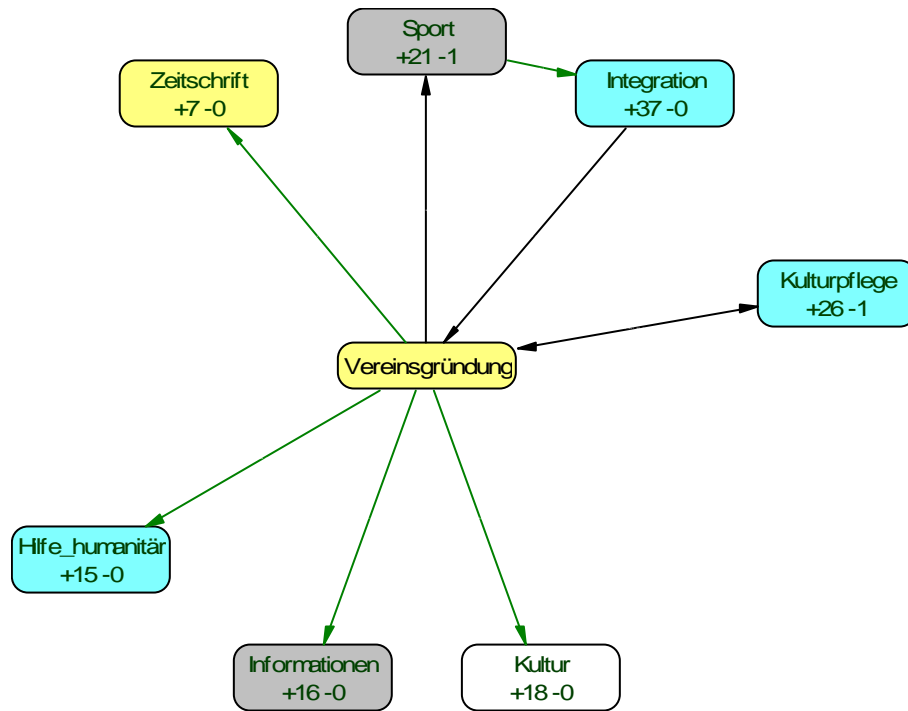 Sport
+21 -1
Zeitschrift
+7 -0
Integration
+37 -0
Kulturpflege
+26 -1
Vereinsgründung
Hilfe_humanitär
+15 -0
Informationen
+16 -0
Kultur
+18 -0